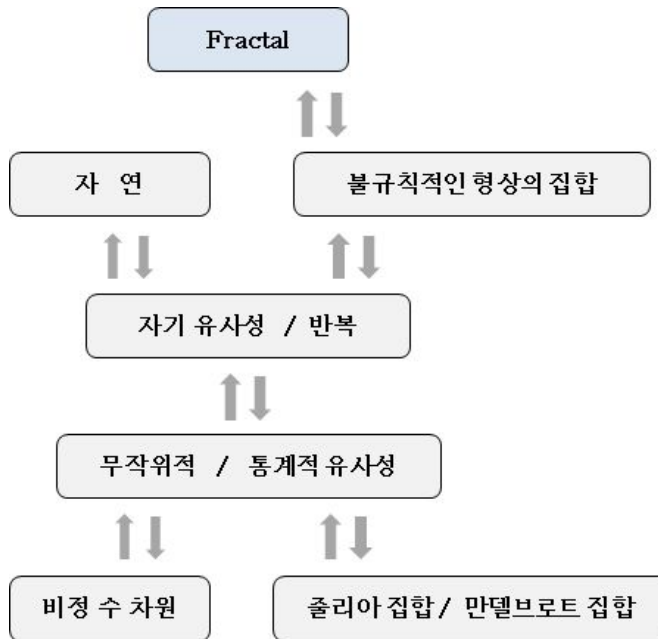 Fractal
자 연
불규칙적인 형상의 집합
자기 유사성 / 반복
무작위적 / 통계적 유사성
비정 수 차원
줄리아 집합 / 만델브로트 집합